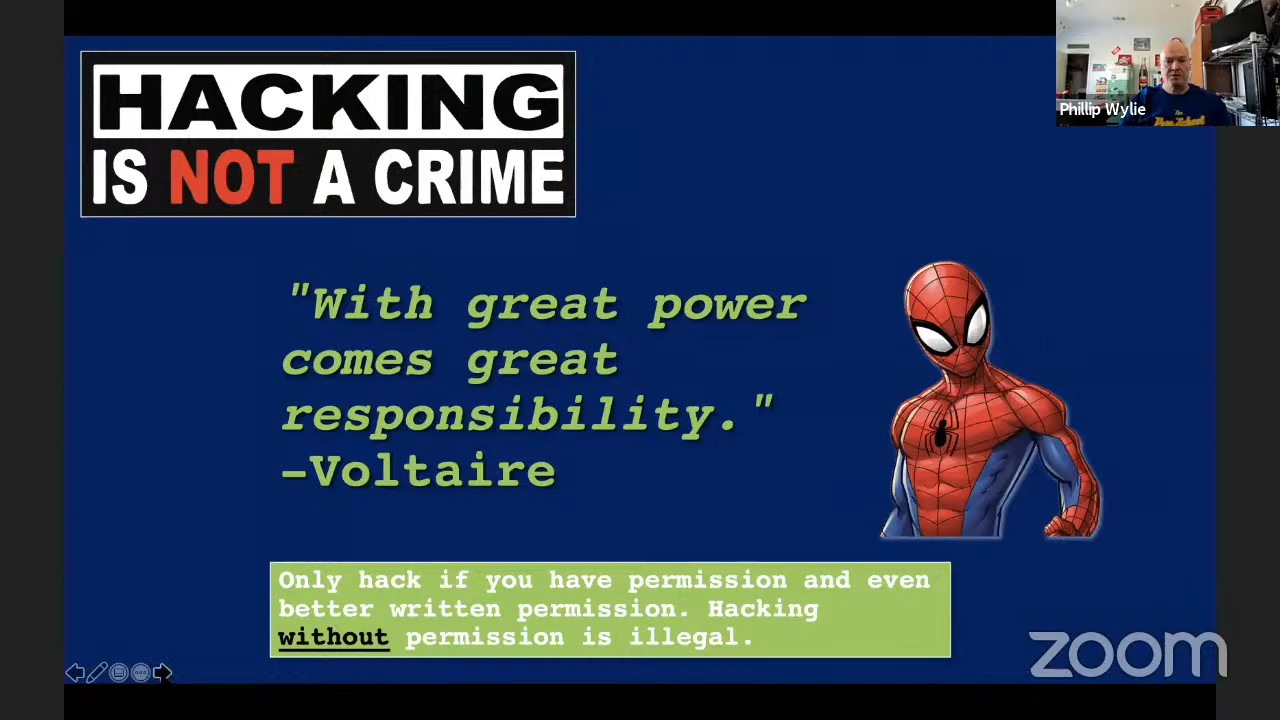 HACKING
IS NOT A CRIME
Phillip Wylie
"With great power
comes great
responsibility."
–Voltaire
Only hack if you have permission and even
better written permission. Hacking
without permission is illegal.
zoom